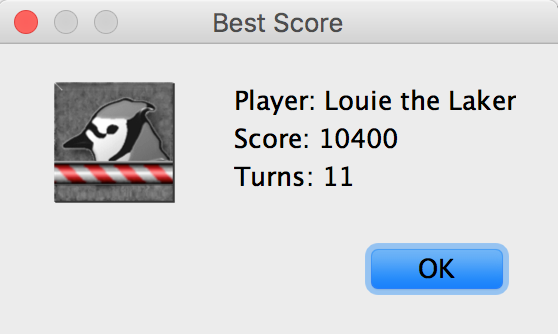 Best Score
Player: Louie the Laker
Score: 10400
Turns: 11
OK